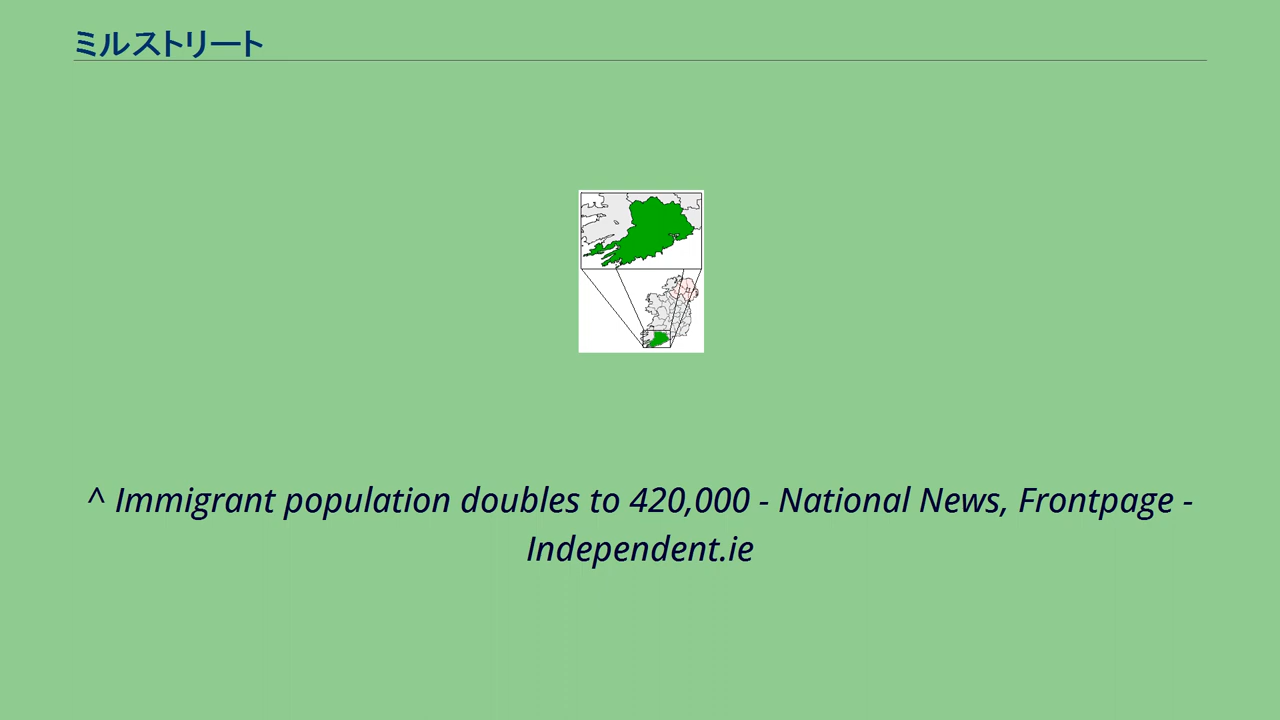 ミルストリート
^ Immigrant population doubles to 420,000 - National News, Frontpage -
Independent.ie